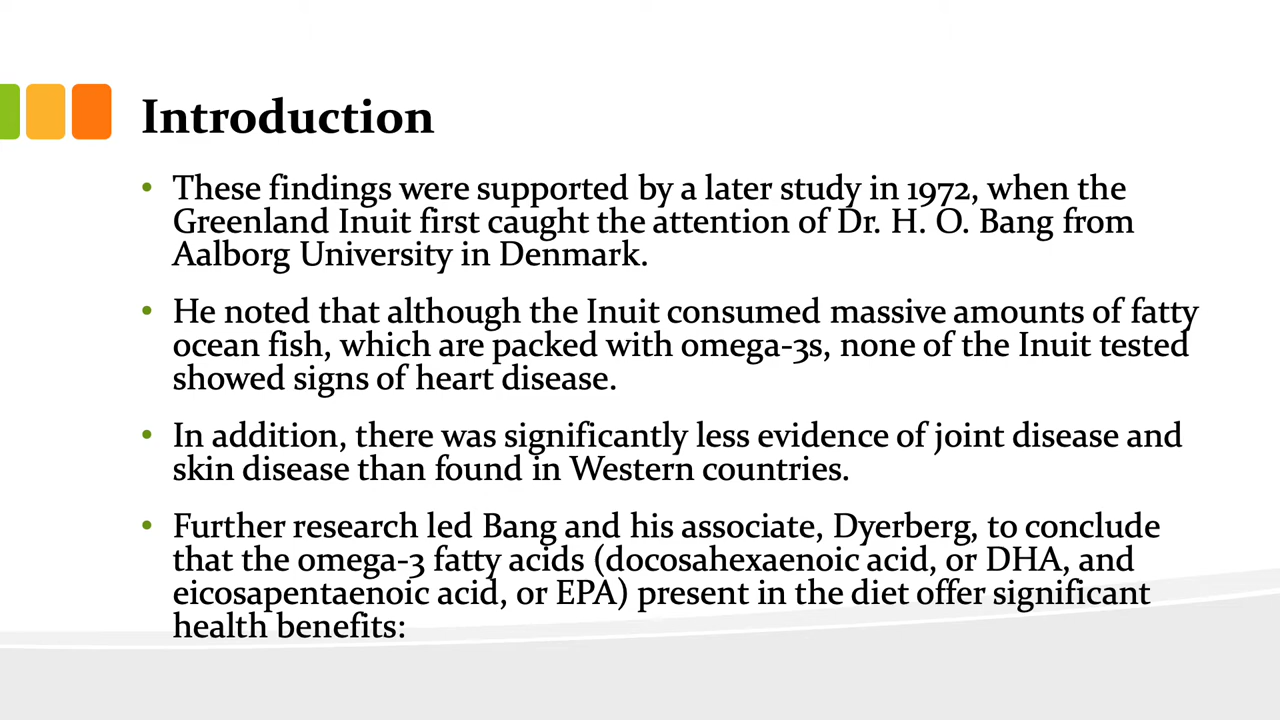 Introduction
• These findings were supported by a later study in 1972, when the
Greenland Inuit first caught the attention of Dr. H. O. Bang from
Aalborg University in Denmark.
• He noted that although the Inuit consumed massive amounts of fatty
ocean fish, which are packed with omega-3s, none of the Inuit tested
showed signs of heart disease.
• In addition, there was significantly less evidence of joint disease and
skin disease than found in Western countries.
• Further research led Bang and his associate, Dyerberg, to conclude
that the omega-3 fatty acids (docosahexaenoic acid, or DHA, and
eicosapentaenoic acid, or EPA) present in the diet offer significant
health benefits: